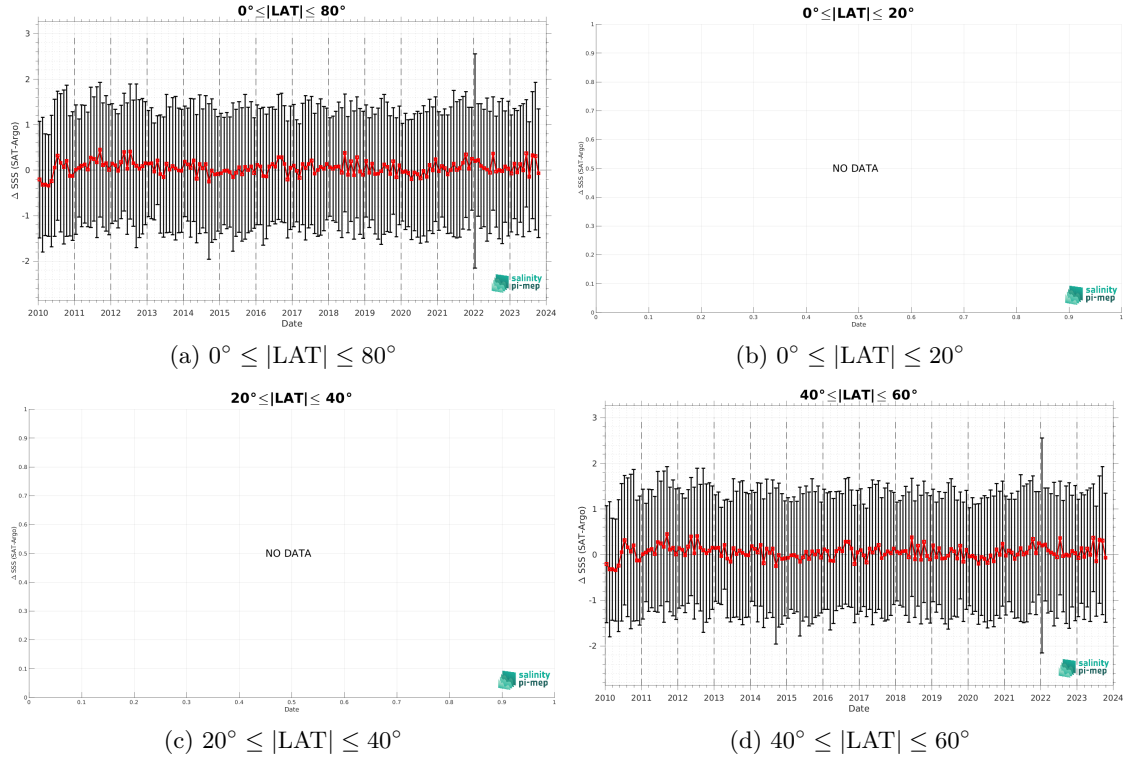 0°≤|LAT|≤ 80°
3
2
1
0
-1
-2
Δ SSS (SAT-Argo)
2010 2011 2012 2013 2014 2015 2016 2017 2018 2019 2020 2021 2022 2023 2024
Date
salinity
pi-mep
(a) 0° ≤ |LAT| ≤ 80°
0°≤|LAT|≤ 20°
1
0.9
0.8
0.7
0.6
0.5
0.4
0.3
0.2
0.1
0
Δ SSS (SAT-Argo)
NO DATA
0 0.1 0.2 0.3 0.4 0.5 0.6 0.7 0.8 0.9 1
Date
salinity
pi-mep
(b) 0° ≤ |LAT| ≤ 20°
20°≤|LAT|≤ 40°
1
0.9
0.8
0.7
0.6
0.5
0.4
0.3
0.2
0.1
0
Δ SSS (SAT-Argo)
NO DATA
0 0.1 0.2 0.3 0.4 0.5 0.6 0.7 0.8 0.9 1
Date
salinity
pi-mep
(c) 20° ≤ |LAT| ≤ 40°
40°≤|LAT|≤ 60°
3
2
1
0
-1
-2
Δ SSS (SAT-Argo)
2010 2011 2012 2013 2014 2015 2016 2017 2018 2019 2020 2021 2022 2023 2024
Date
salinity
pi-mep
(d) 40° ≤ |LAT| ≤ 60°